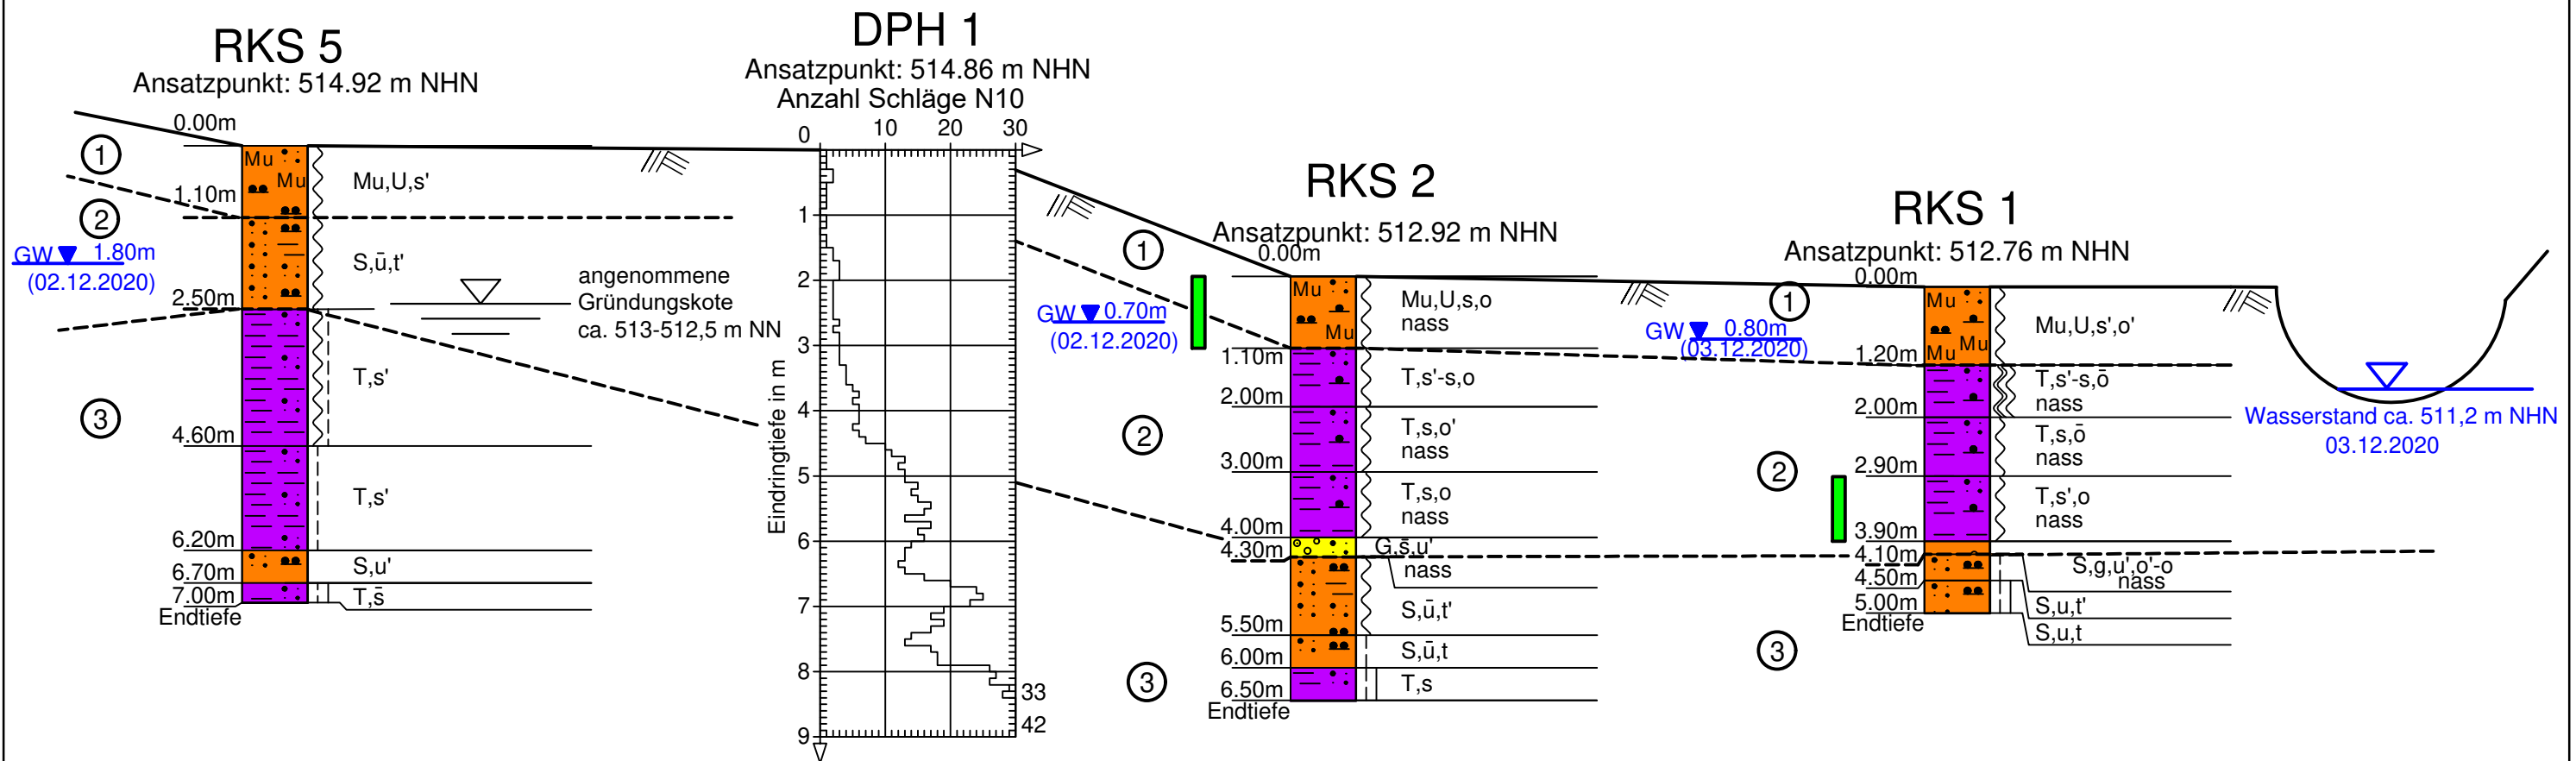 RKS 5
Ansatzpunkt: 514.92 m NHN
0.00m
1
Mu
Mu
Mu,U,s'
1.10m
2
GW 1.80m
(02.12.2020)
S,ū,t'
2.50m
angenommene
Gründungskote
ca. 513-512,5 m NN
T,s'
3
4.60m
T,s'
6.20m
S,u'
6.70m
T,s̄
7.00m
Endtiefe
DPH 1
Ansatzpunkt: 514.86 m NHN
Anzahl Schläge N10
0 10 20 30
1
2
3
4
5
6
7
8
9
Eindringtiefe in m
33
42
RKS 2
Ansatzpunkt: 512.92 m NHN
0.00m
1
Mu
Mu
Mu,U,s,o
nass
GW 0.70m
(02.12.2020)
1.10m
T,s'-s,o
2.00m
2
T,s,o'
nass
3.00m
T,s,o
nass
4.00m
G,s̄,u'
nass
4.30m
S,ū,t'
5.50m
S,ū,t
6.00m
3
T,s
6.50m
Endtiefe
RKS 1
Ansatzpunkt: 512.76 m NHN
0.00m
1
Mu
Mu
Mu
Mu,U,s',o'
GW 0.80m
(03.12.2020)
1.20m
T,s'-s,ō
nass
2.00m
T,s,ō
nass
2.90m
2
T,s',o
nass
3.90m
4.10m
S,g,u',o'-o
nass
4.50m
S,u,t'
5.00m
Endtiefe
S,u,t
3
Wasserstand ca. 511,2 m NHN
03.12.2020